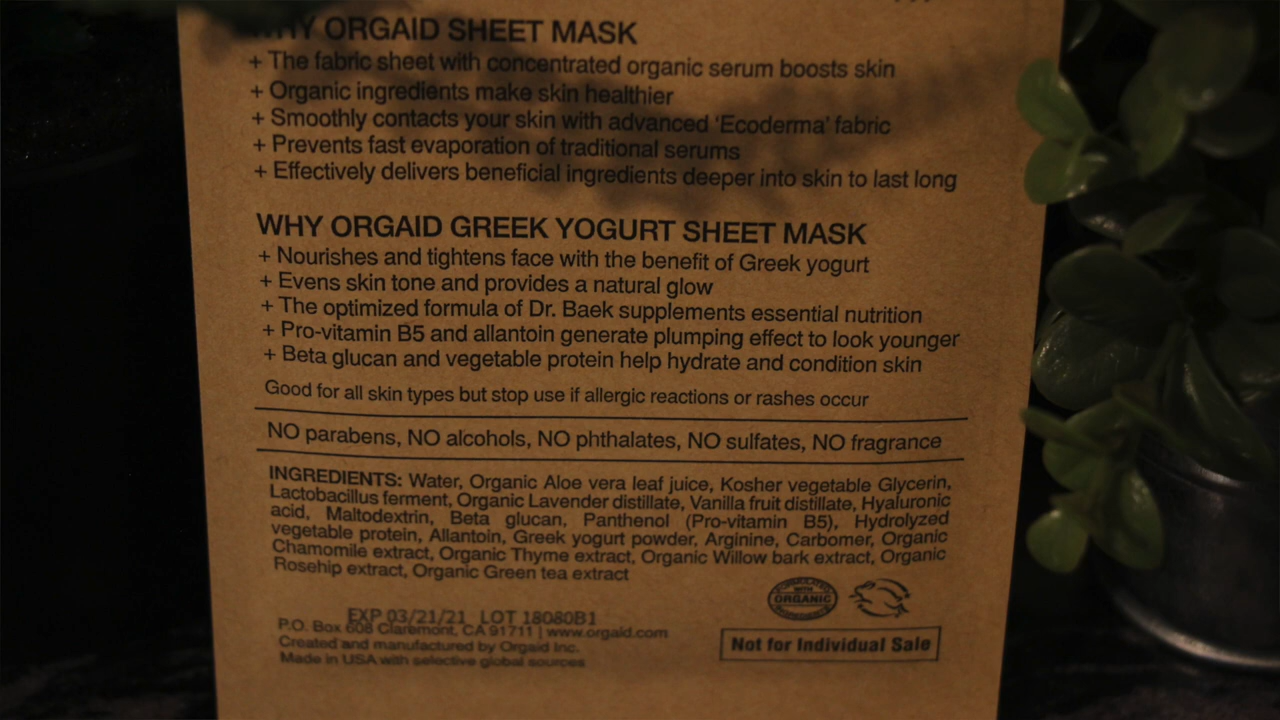 WHY ORGAID SHEET MASK
+ The fabric sheet with concentrated organic serum boosts skin
+ Organic ingredients make skin healthier
+ Smoothly contacts your skin with advanced 'Ecoderma' fabric
+ Prevents fast evaporation of traditional serums
+ Effectively delivers beneficial ingredients deeper into skin to last long
WHY ORGAID GREEK YOGURT SHEET MASK
+ Nourishes and tightens face with the benefit of Greek yogurt
+ Evens skin tone and provides a natural glow
+ The optimized formula of Dr. Baek supplements essential nutrition
+ Pro-vitamin B5 and allantoin generate plumping effect to look younger
+ Beta glucan and vegetable protein help hydrate and condition skin
Good for all skin types but stop use if allergic reactions or rashes occur
NO parabens, NO alcohols, NO phthalates, NO sulfates, NO fragrance
INGREDIENTS: Water, Organic Aloe vera leaf juice, Kosher vegetable Glycerin,
Lactobacillus ferment, Organic Lavender distillate, Vanilla fruit distillate, Hyaluronic
acid, Maltodextrin, Beta glucan, Panthenol (Pro-vitamin B5), Hydrolyzed
vegetable protein, Allantoin, Greek yogurt powder, Arginine, Carbomer, Organic
Chamomile extract, Organic Thyme extract, Organic Willow bark extract, Organic
Rosehip extract, Organic Green tea extract
FORMULATED WITH
ORGANIC
EXP 03/21/21 LOT 18080B1
P.O. Box 608 Claremont, CA 91711 | www.orgaid.com
Created and manufactured by Orgaid Inc.
Made in USA with selective global sources
Not for Individual Sale